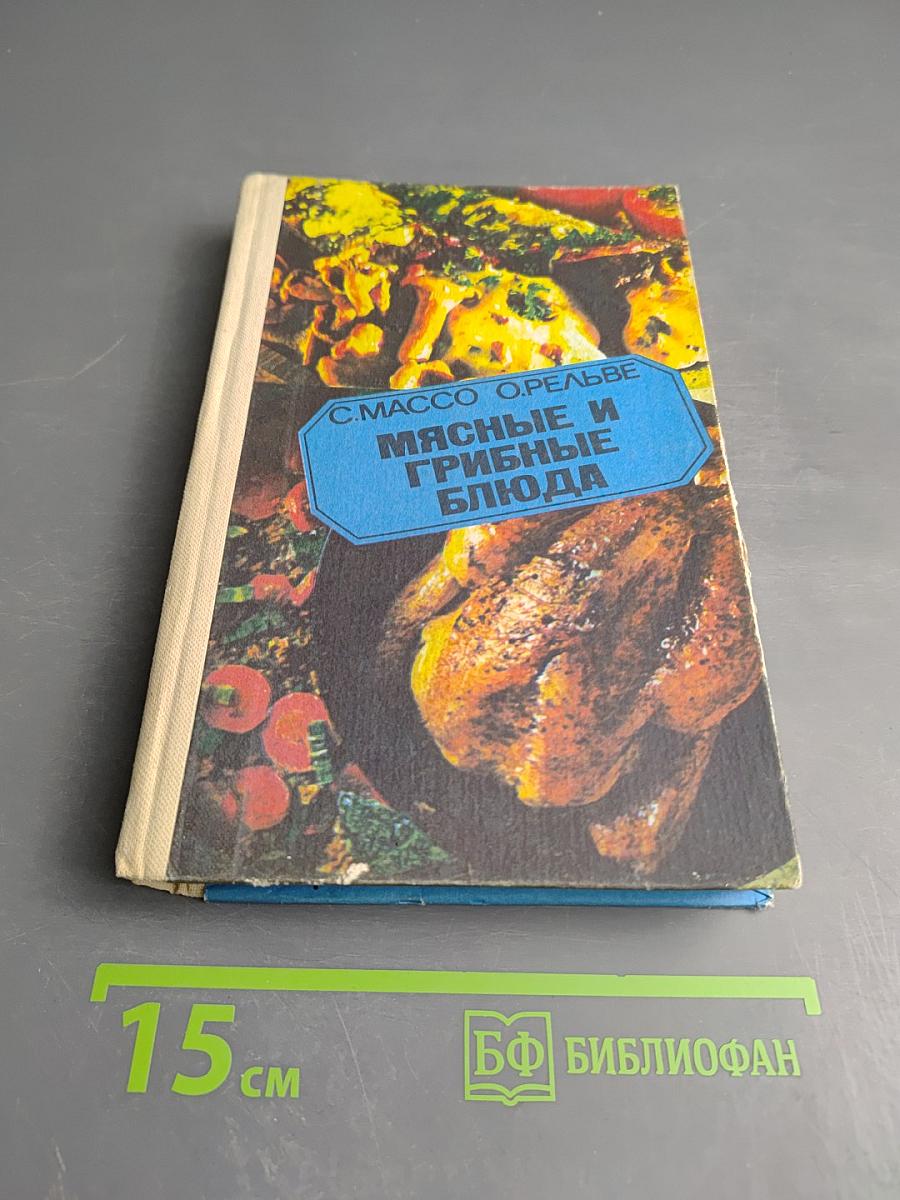 С.МАССО О.РЕЛЬВЕ
МЯСНЫЕ И
ГРИБНЫЕ
БЛЮДА
15 СМ
БФ БИБЛИОФАН